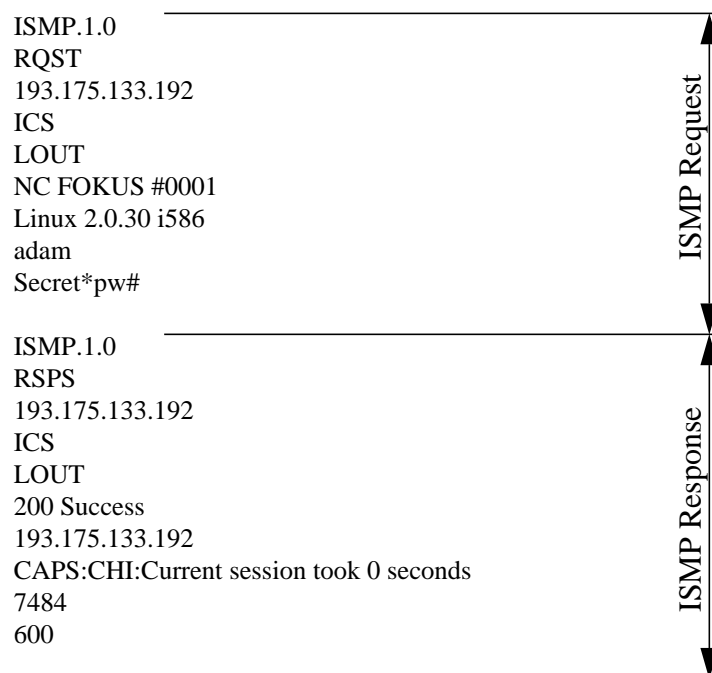 ISMP.1.0
RQST
193.175.133.192
ICS
LOUT
NC FOKUS #0001
Linux 2.0.30 i586
adam
Secret*pw#
ISMP Request
ISMP.1.0
RSPS
193.175.133.192
ICS
LOUT
200 Success
193.175.133.192
CAPS:CHI:Current session took 0 seconds
7484
600
ISMP Response